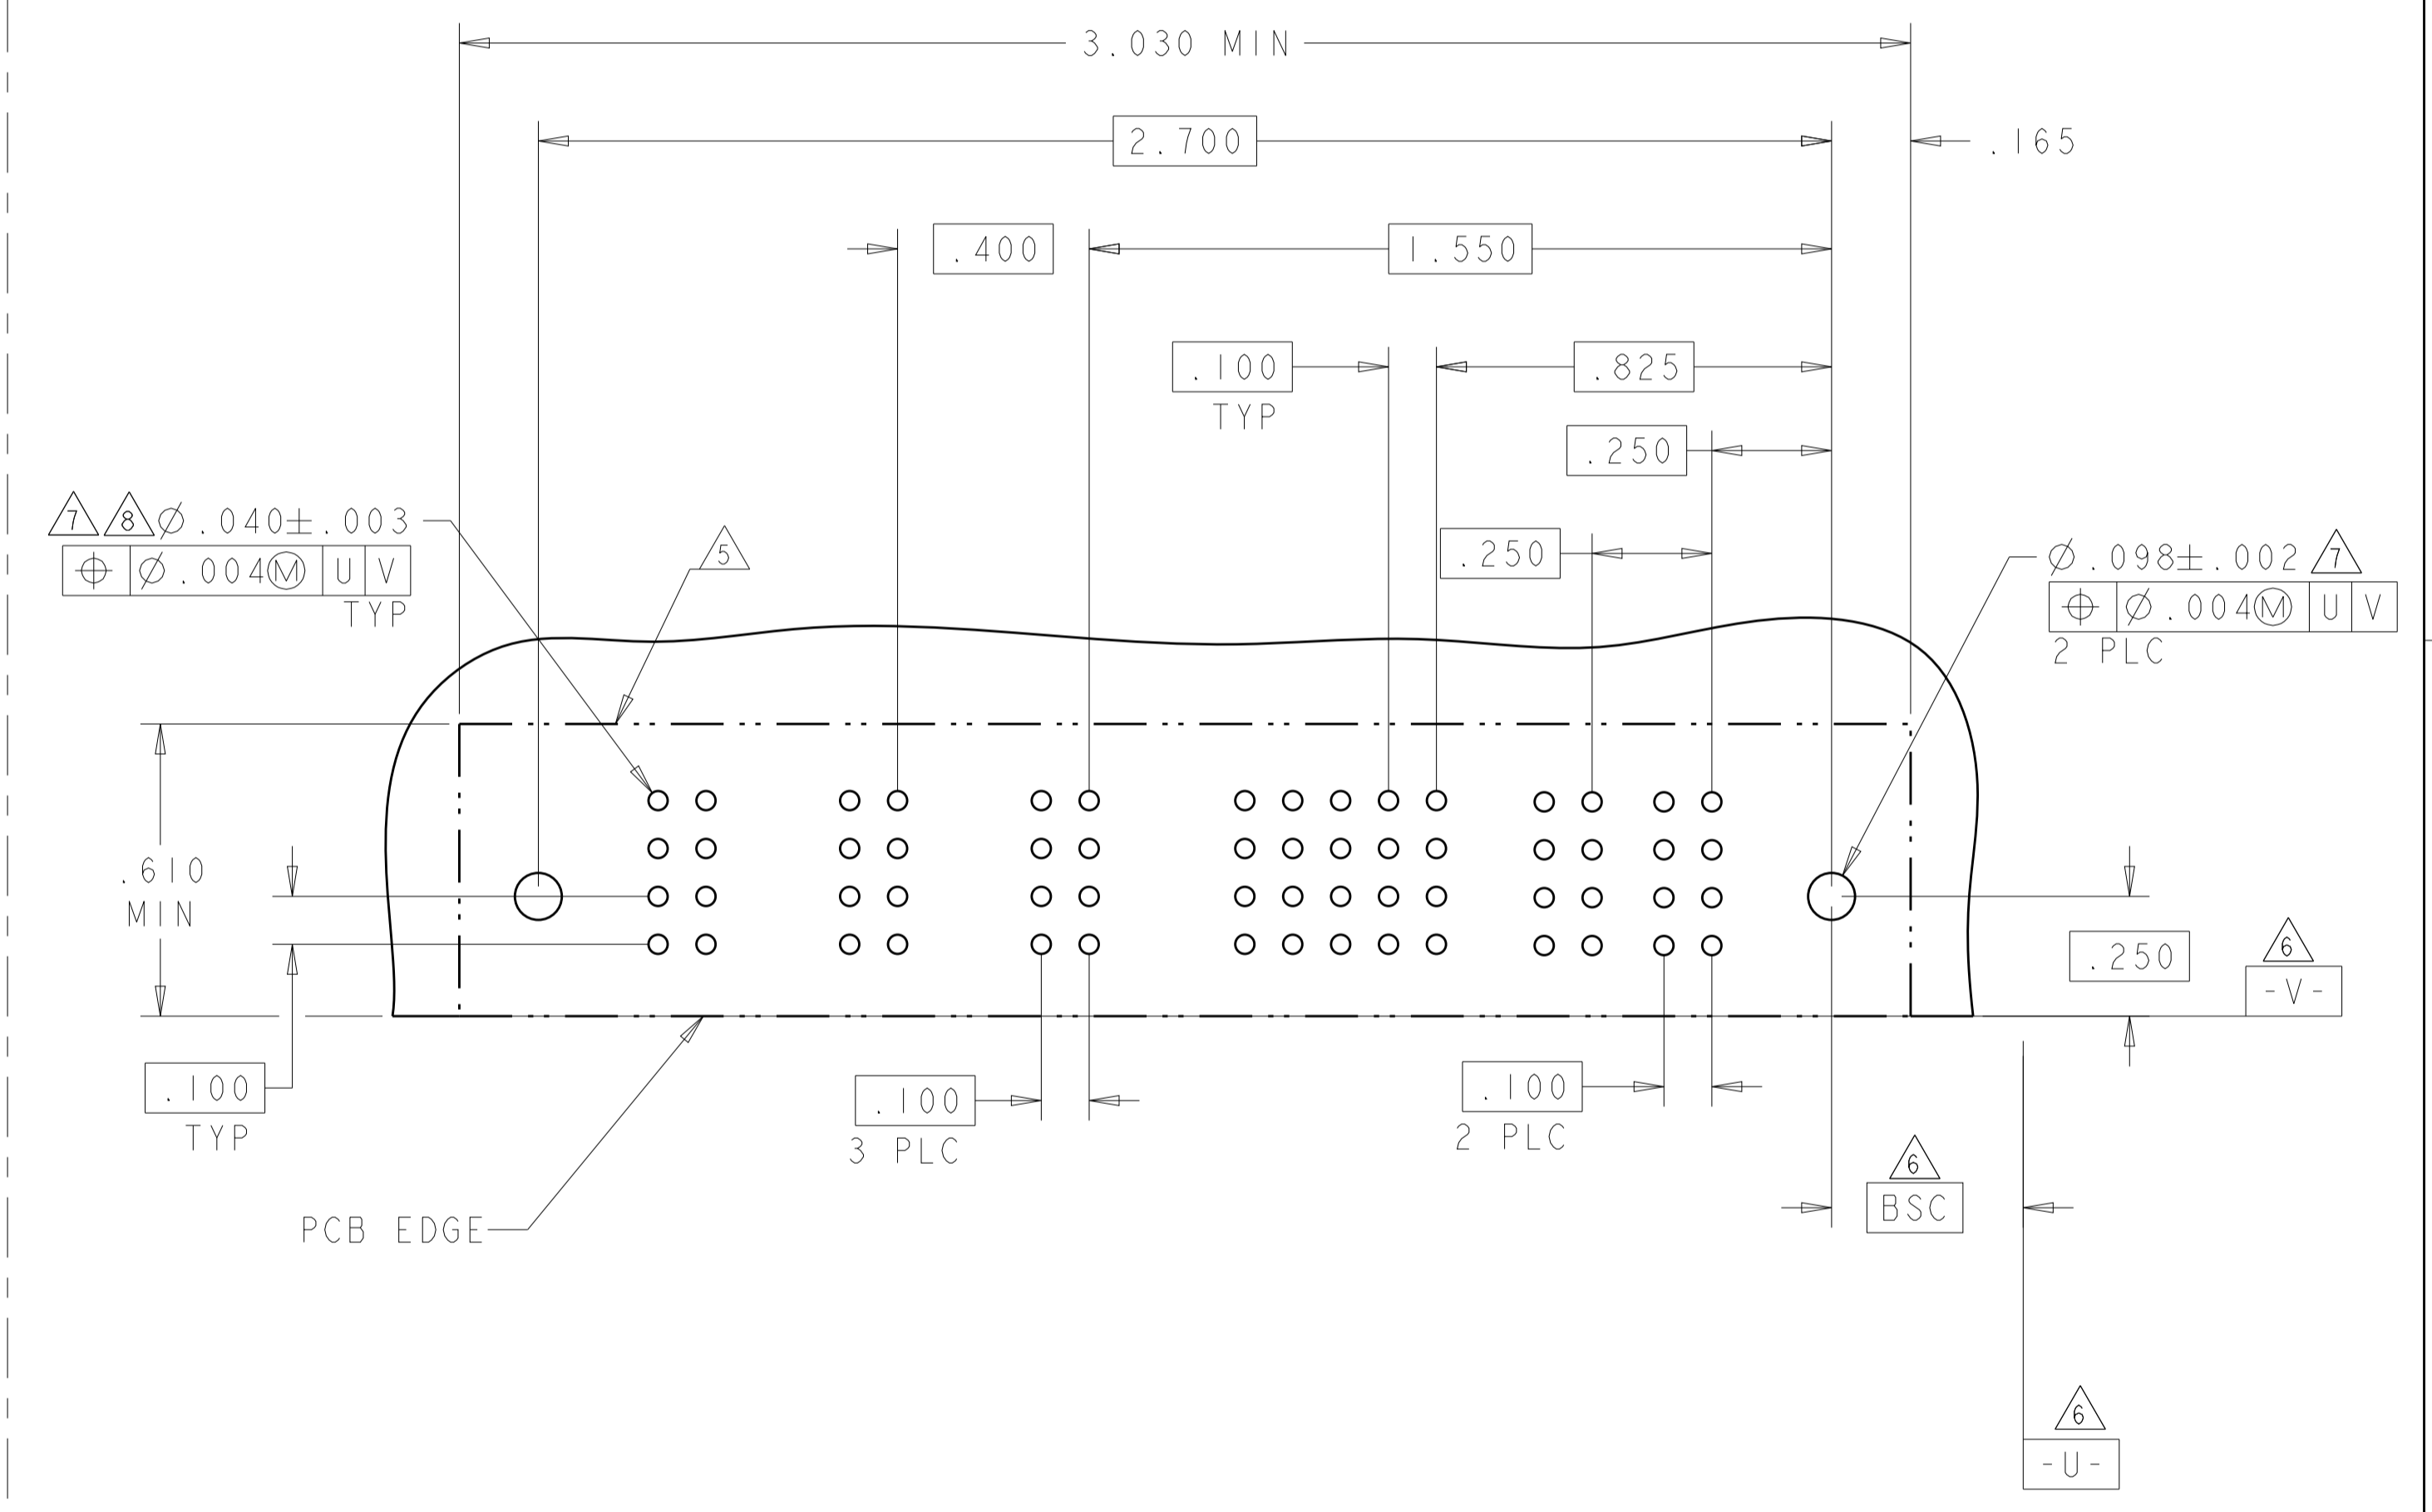 3.030 MIN
2.700
.165
.400
1.550
.100
TYP
.825
.250
.250
7 8 Ø.040±.003
⌖ Ø.004Ⓜ U V
TYP
5
Ø.098±.002 7
⌖ Ø.004Ⓜ U V
2 PLC
.610
MIN
.250
6
-V-
.100
TYP
.100
3 PLC
.100
2 PLC
6
BSC
PCB EDGE
6
-U-